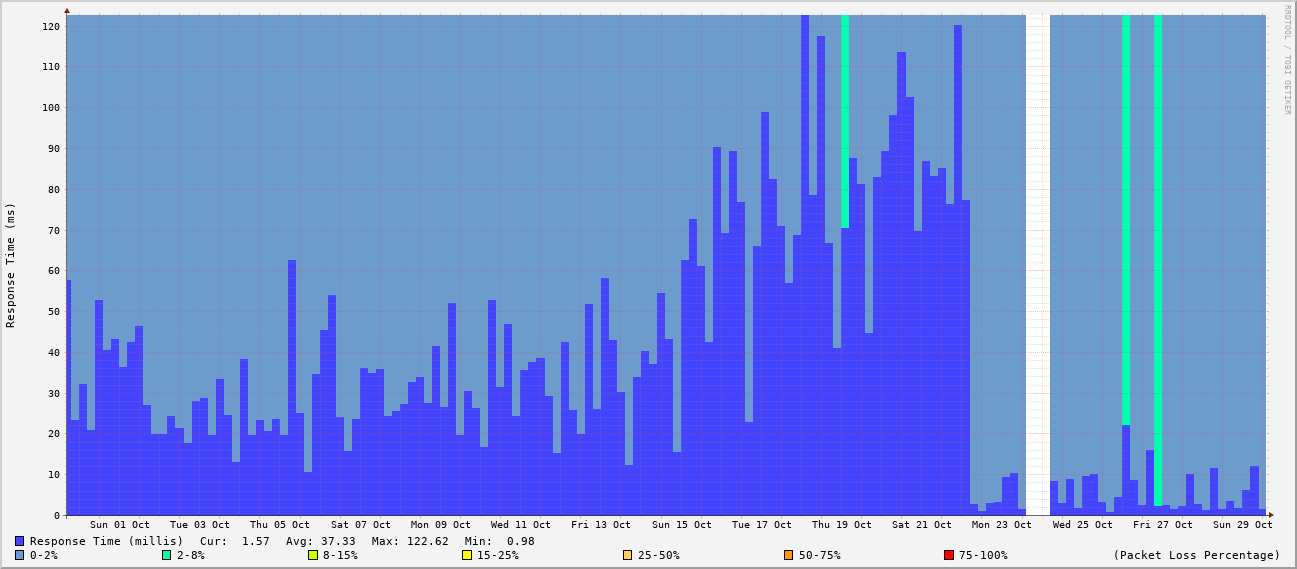 RRDTOOL / TOBI OETIKER
Response Time (ms)
120
110
100
90
80
70
60
50
40
30
20
10
0
Sun 01 Oct Tue 03 Oct Thu 05 Oct Sat 07 Oct Mon 09 Oct Wed 11 Oct Fri 13 Oct Sun 15 Oct Tue 17 Oct Thu 19 Oct Sat 21 Oct Mon 23 Oct Wed 25 Oct Fri 27 Oct Sun 29 Oct
Response Time (millis) Cur: 1.57 Avg: 37.33 Max: 122.62 Min: 0.98
0-2% 2-8% 8-15% 15-25% 25-50% 50-75% 75-100% (Packet Loss Percentage)